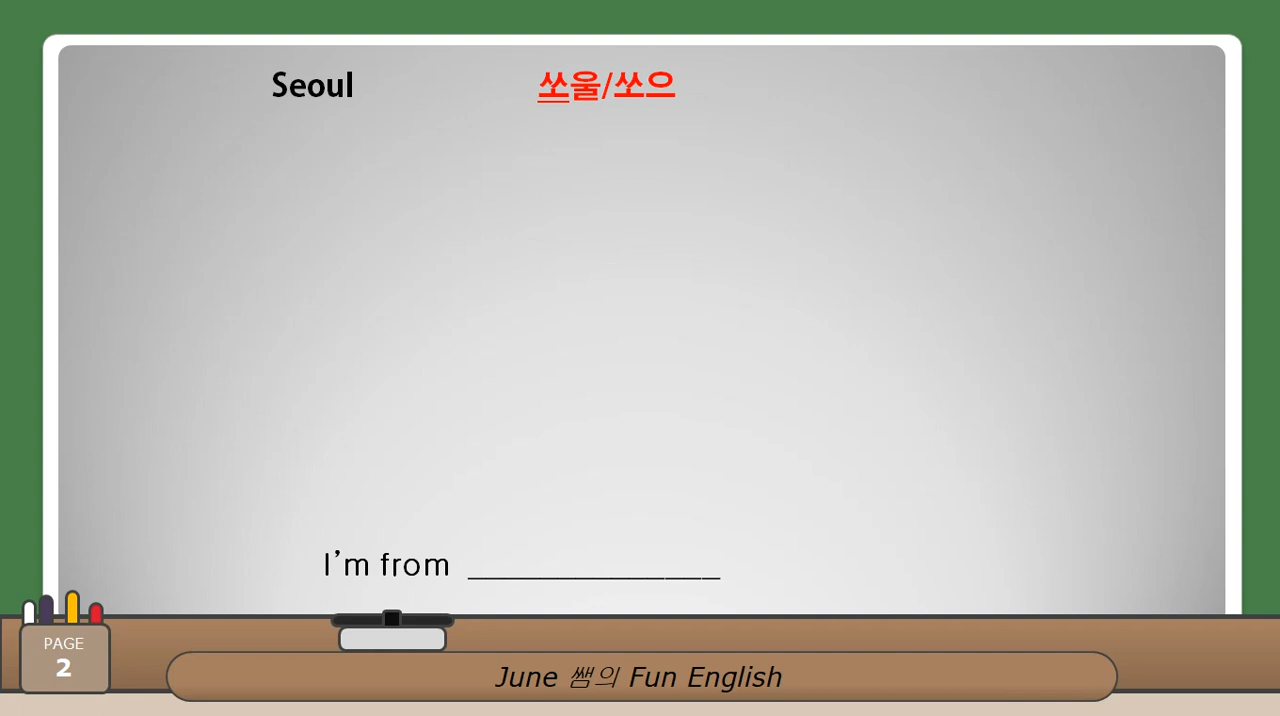 Seoul 쏘울/쏘으
I'm from ______________
PAGE
2
June 쌤의 Fun English